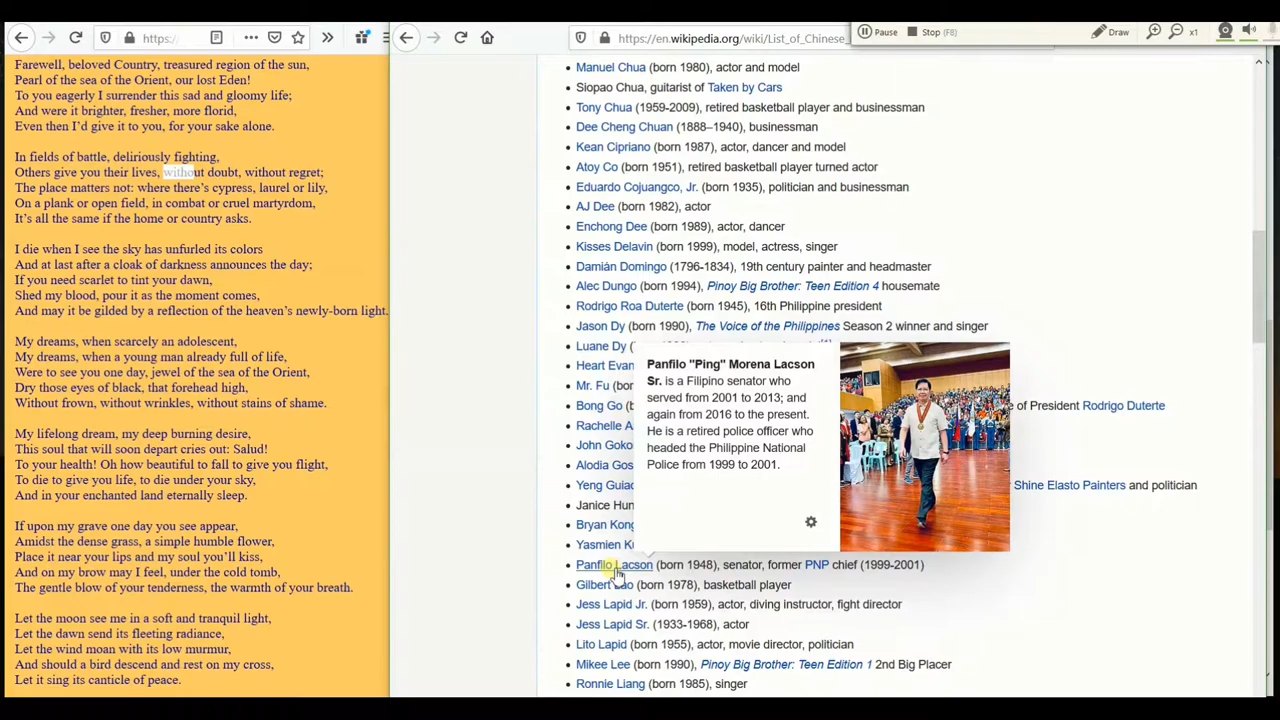 https://
Farewell, beloved Country, treasured region of the sun,
Pearl of the sea of the Orient, our lost Eden!
To you eagerly I surrender this sad and gloomy life;
And were it brighter, fresher, more florid,
Even then I'd give it to you, for your sake alone.
In fields of battle, deliriously fighting,
Others give you their lives, without doubt, without regret;
The place matters not: where there's cypress, laurel or lily,
On a plank or open field, in combat or cruel martyrdom,
It's all the same if the home or country asks.
I die when I see the sky has unfurled its colors
And at last after a cloak of darkness announces the day;
If you need scarlet to tint your dawn,
Shed my blood, pour it as the moment comes,
And may it be gilded by a reflection of the heaven's newly-born light.
My dreams, when scarcely an adolescent,
My dreams, when a young man already full of life,
Were to see you one day, jewel of the sea of the Orient,
Dry those eyes of black, that forehead high,
Without frown, without wrinkles, without stains of shame.
My lifelong dream, my deep burning desire,
This soul that will soon depart cries out: Salud!
To your health! Oh how beautiful to fall to give you flight,
To die to give you life, to die under your sky,
And in your enchanted land eternally sleep.
If upon my grave one day you see appear,
Amidst the dense grass, a simple humble flower,
Place it near your lips and my soul you'll kiss,
And on my brow may I feel, under the cold tomb,
The gentle blow of your tenderness, the warmth of your breath.
Let the moon see me in a soft and tranquil light,
Let the dawn send its fleeting radiance,
Let the wind moan with its low murmur,
And should a bird descend and rest on my cross,
Let it sing its canticle of peace.
https://en.wikipedia.org/wiki/List_of_Chinese_
Pause Stop (F8) Draw x1
Manuel Chua (born 1980), actor and model
Slopao Chua, guitarist of Taken by Cars
Tony Chua (1959-2009), retired basketball player and businessman
Dee Cheng Chuan (1888–1940), businessman
Kean Cipriano (born 1987), actor, dancer and model
Atoy Co (born 1951), retired basketball player turned actor
Eduardo Cojuangco, Jr. (born 1935), politician and businessman
AJ Dee (born 1982), actor
Enchong Dee (born 1989), actor, dancer
Kisses Delavin (born 1999), model, actress, singer
Damián Domingo (1796-1834), 19th century painter and headmaster
Alec Dungo (born 1994), Pinoy Big Brother: Teen Edition 4 housemate
Rodrigo Roa Duterte (born 1945), 16th Philippine president
Jason Dy (born 1990), The Voice of the Philippines Season 2 winner and singer
Luane Dy
Heart Evan
Mr. Fu (bor
Bong Go (b of President Rodrigo Duterte
Rachelle A
John Goko
Alodia Gos
Yeng Guiao Shine Elasto Painters and politician
Janice Hun
Bryan Kong
Yasmien Ku
Panfilo "Ping" Morena Lacson
Sr. is a Filipino senator who
served from 2001 to 2013; and
again from 2016 to the present.
He is a retired police officer who
headed the Philippine National
Police from 1999 to 2001.
Panfilo Lacson (born 1948), senator, former PNP chief (1999-2001)
Gilbert Lao (born 1978), basketball player
Jess Lapid Jr. (born 1959), actor, diving instructor, fight director
Jess Lapid Sr. (1933-1968), actor
Lito Lapid (born 1955), actor, movie director, politician
Mikee Lee (born 1990), Pinoy Big Brother: Teen Edition 1 2nd Big Placer
Ronnie Liang (born 1985), singer